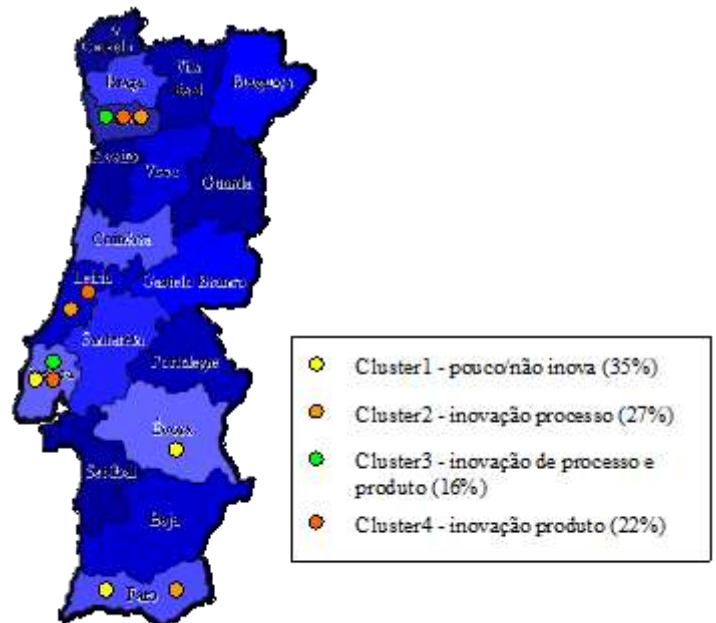 V.
Castelo
Braga
Vila
Real
Bragança
Aveiro
Viseu
Guarda
Coimbra
Leiria
Castelo Branco
Santarém
Portalegre
Évora
Setúbal
Beja
Faro
Cluster1 - pouco/não inova (35%)
Cluster2 - inovação processo (27%)
Cluster3 - inovação de processo e
produto (16%)
Cluster4 - inovação produto (22%)